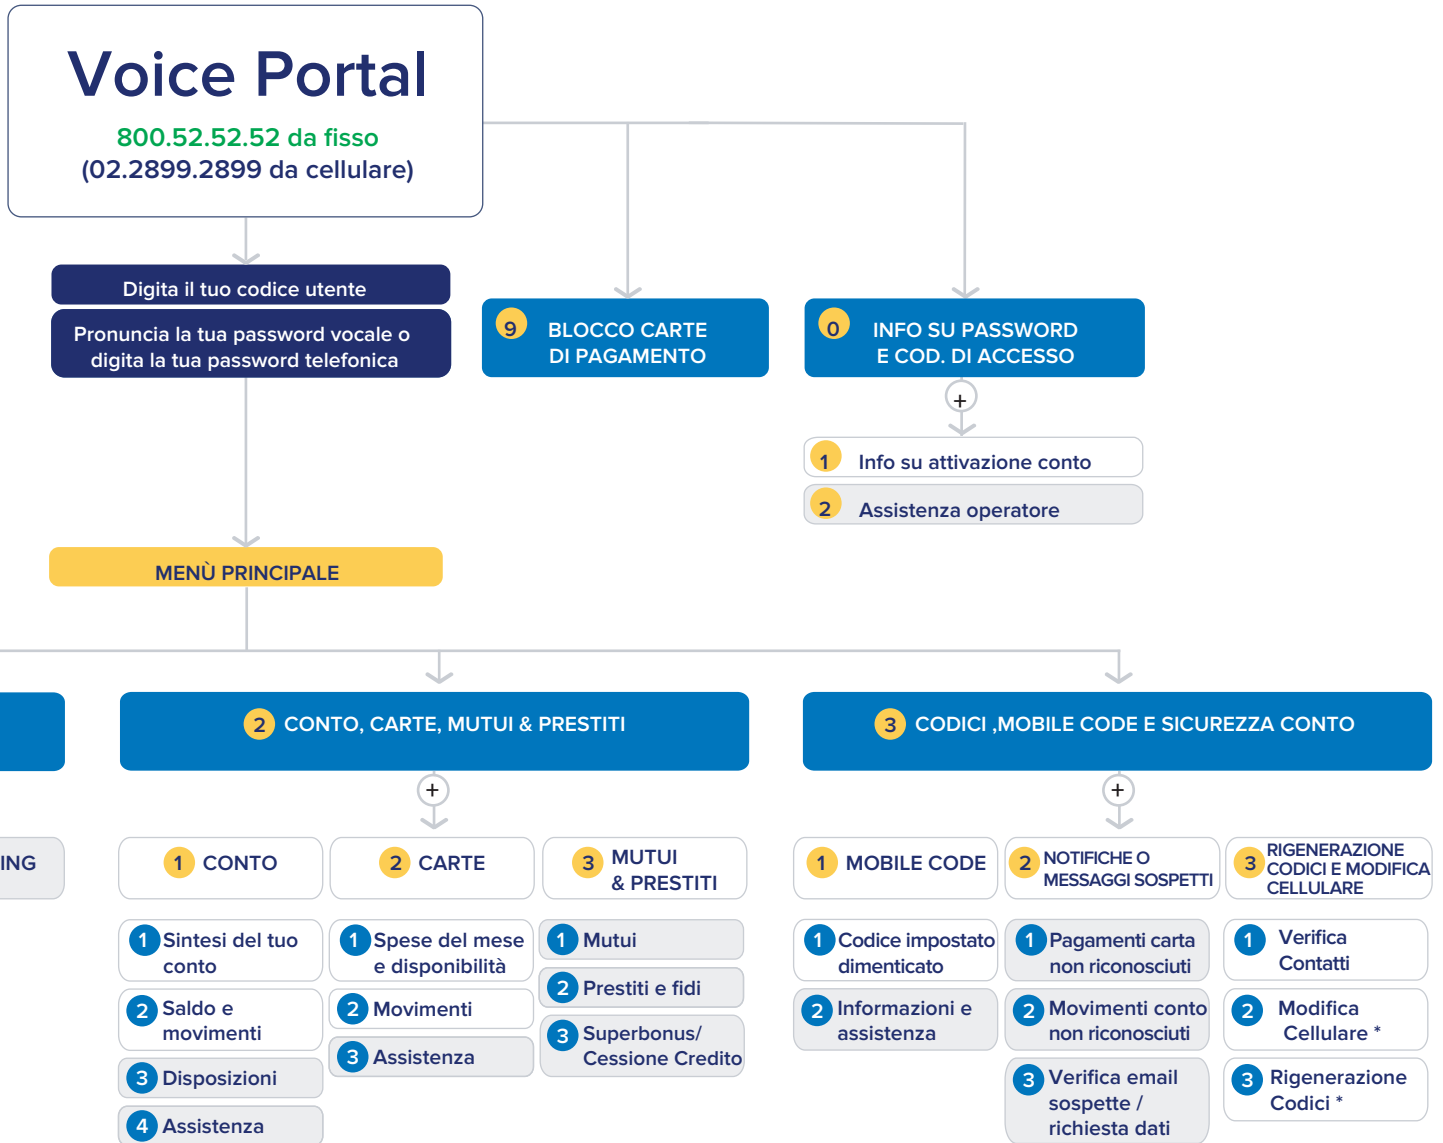 Voice Portal
800.52.52.52 da fisso
(02.2899.2899 da cellulare)
Digita il tuo codice utente
Pronuncia la tua password vocale o
digita la tua password telefonica
9 BLOCCO CARTE
DI PAGAMENTO
0 INFO SU PASSWORD
E COD. DI ACCESSO
+
1 Info su attivazione conto
2 Assistenza operatore
MENÙ PRINCIPALE
2 CONTO, CARTE, MUTUI & PRESTITI
+
3 CODICI ,MOBILE CODE E SICUREZZA CONTO
+
ING
1 CONTO
1 Sintesi del tuo
conto
2 Saldo e
movimenti
3 Disposizioni
4 Assistenza
2 CARTE
1 Spese del mese
e disponibilità
2 Movimenti
3 Assistenza
3 MUTUI
& PRESTITI
1 Mutui
2 Prestiti e fidi
3 Superbonus/
Cessione Credito
1 MOBILE CODE
1 Codice impostato
dimenticato
2 Informazioni e
assistenza
2 NOTIFICHE O
MESSAGGI SOSPETTI
1 Pagamenti carta
non riconosciuti
2 Movimenti conto
non riconosciuti
3 Verifica email
sospette /
richiesta dati
3 RIGENERAZIONE
CODICI E MODIFICA
CELLULARE
1 Verifica
Contatti
2 Modifica
Cellulare *
3 Rigenerazione
Codici *